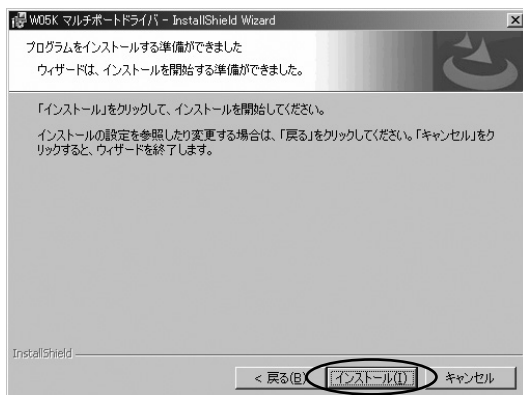 W05K マルチポートドライバ - InstallShield Wizard
プログラムをインストールする準備ができました
ウィザードは、インストールを開始する準備ができました。
「インストール」をクリックして、インストールを開始してください。
インストールの設定を参照したり変更する場合は、「戻る」をクリックしてください。「キャンセル」をク
リックすると、ウィザードを終了します。
InstallShield
< 戻る(B) インストール(I) キャンセル